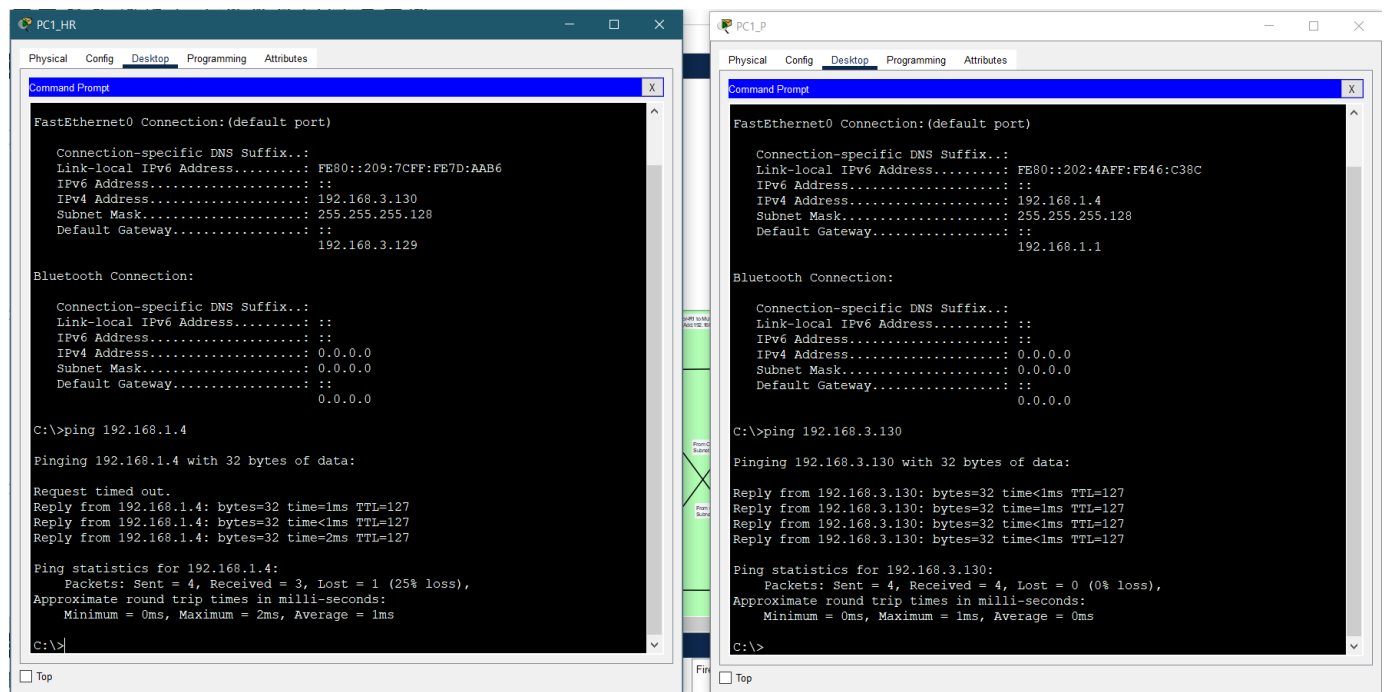 PC1_HR
Physical Config Desktop Programming Attributes
Command Prompt X
FastEthernet0 Connection:(default port)
Connection-specific DNS Suffix..:
Link-local IPv6 Address.........: FE80::209:7CFF:FE7D:AAB6
IPv6 Address....................: ::
IPv4 Address....................: 192.168.3.130
Subnet Mask.....................: 255.255.255.128
Default Gateway.................: ::
192.168.3.129
Bluetooth Connection:
Connection-specific DNS Suffix..:
Link-local IPv6 Address.........: ::
IPv6 Address....................: ::
IPv4 Address....................: 0.0.0.0
Subnet Mask.....................: 0.0.0.0
Default Gateway.................: ::
0.0.0.0
C:\>ping 192.168.1.4
Pinging 192.168.1.4 with 32 bytes of data:
Request timed out.
Reply from 192.168.1.4: bytes=32 time=1ms TTL=127
Reply from 192.168.1.4: bytes=32 time<1ms TTL=127
Reply from 192.168.1.4: bytes=32 time=2ms TTL=127
Ping statistics for 192.168.1.4:
Packets: Sent = 4, Received = 3, Lost = 1 (25% loss),
Approximate round trip times in milli-seconds:
Minimum = 0ms, Maximum = 2ms, Average = 1ms
C:\>
Top
From
Subne
PC1_P
Physical Config Desktop Programming Attributes
Command Prompt X
FastEthernet0 Connection:(default port)
Connection-specific DNS Suffix..:
Link-local IPv6 Address.........: FE80::202:4AFF:FE46:C38C
IPv6 Address....................: ::
IPv4 Address....................: 192.168.1.4
Subnet Mask.....................: 255.255.255.128
Default Gateway.................: ::
192.168.1.1
Bluetooth Connection:
Connection-specific DNS Suffix..:
Link-local IPv6 Address.........: ::
IPv6 Address....................: ::
IPv4 Address....................: 0.0.0.0
Subnet Mask.....................: 0.0.0.0
Default Gateway.................: ::
0.0.0.0
C:\>ping 192.168.3.130
Pinging 192.168.3.130 with 32 bytes of data:
Reply from 192.168.3.130: bytes=32 time<1ms TTL=127
Reply from 192.168.3.130: bytes=32 time=1ms TTL=127
Reply from 192.168.3.130: bytes=32 time<1ms TTL=127
Reply from 192.168.3.130: bytes=32 time<1ms TTL=127
Ping statistics for 192.168.3.130:
Packets: Sent = 4, Received = 4, Lost = 0 (0% loss),
Approximate round trip times in milli-seconds:
Minimum = 0ms, Maximum = 1ms, Average = 0ms
C:\>
Top